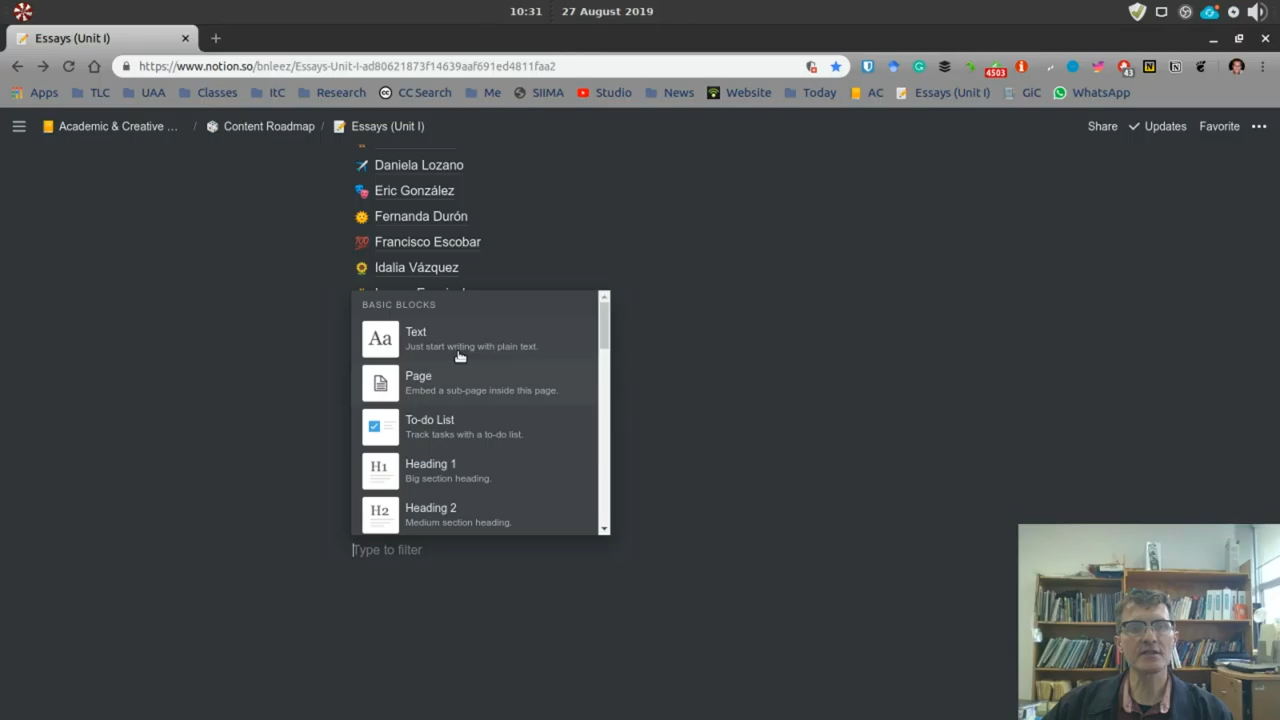 10:31 27 August 2019
Essays (Unit I)
https://www.notion.so/bnleez/Essays-Unit-I-ad80621873f14639aaf691ed4811faa2
4503
43
Apps TLC UAA Classes ItC Research CC Search Me SIIMA Studio News Website Today AC Essays (Unit I) GiC WhatsApp
Academic & Creative ... / Content Roadmap / Essays (Unit I) Share Updates Favorite
Daniela Lozano
Eric González
Fernanda Durón
Francisco Escobar
Idalia Vázquez
BASIC BLOCKS
Aa Text
Just start writing with plain text.
Page
Embed a sub-page inside this page.
To-do List
Track tasks with a to-do list.
H1 Heading 1
Big section heading.
H2 Heading 2
Medium section heading.
Type to filter